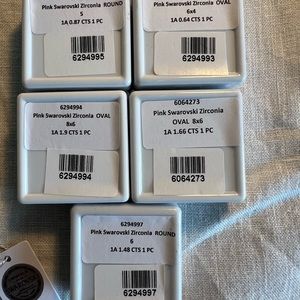 Pink Swarovski Zirconia ROUND
5
1A 0.87 CTS 1 PC
6294995
Pink Swarovski Zirconia OVAL
6x4
1A 0.64 CTS 1 PC
6294993
6294994
Pink Swarovski Zirconia OVAL
8x6
1A 1.9 CTS 1 PC
6294994
6064273
Pink Swarovski Zirconia
OVAL 8x6
1A 1.66 CTS 1 PC
6064273
6294997
Pink Swarovski Zirconia ROUND
6
1A 1.48 CTS 1 PC
6294997